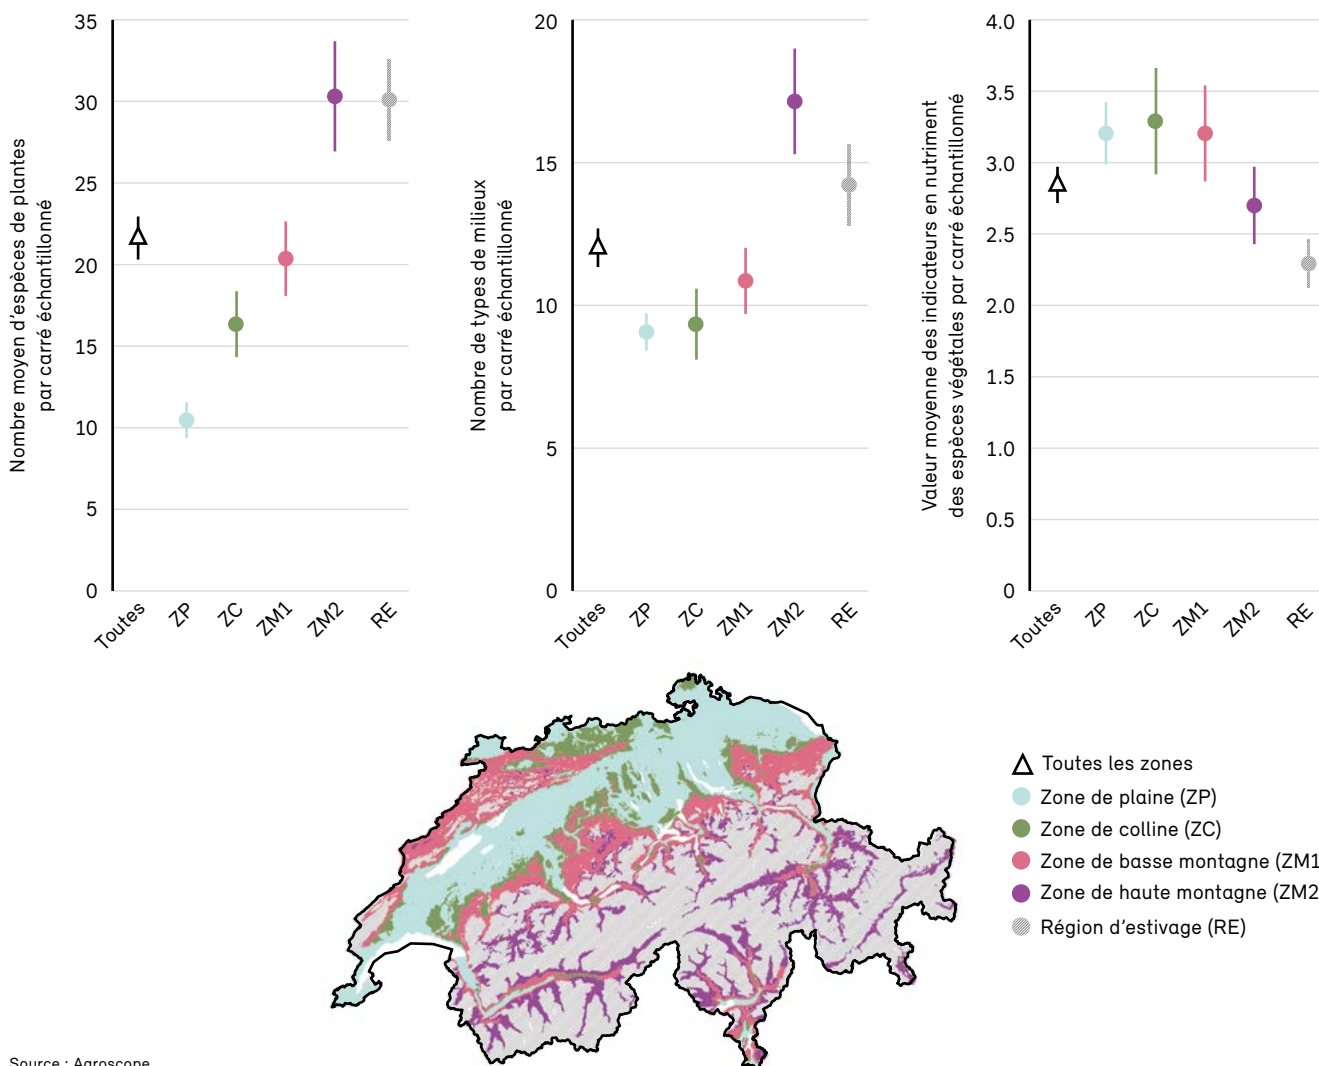 Nombre moyen d'espèces de plantes
par carré échantillonné
35
30
25
20
15
10
5
0
Toutes
ZP
ZC
ZM1
ZM2
RE
Nombre de types de milieux
par carré échantillonné
20
15
10
5
0
Toutes
ZP
ZC
ZM1
ZM2
RE
Valeur moyenne des indicateurs en nutriment
des espèces végétales par carré échantillonné
4.0
3.5
3.0
2.5
2.0
1.5
1.0
0.5
0
Toutes
ZP
ZC
ZM1
ZM2
RE
Toutes les zones
Zone de plaine (ZP)
Zone de colline (ZC)
Zone de basse montagne (ZM1
Zone de haute montagne (ZM2
Région d'estivage (RE)
Source : Agroscope